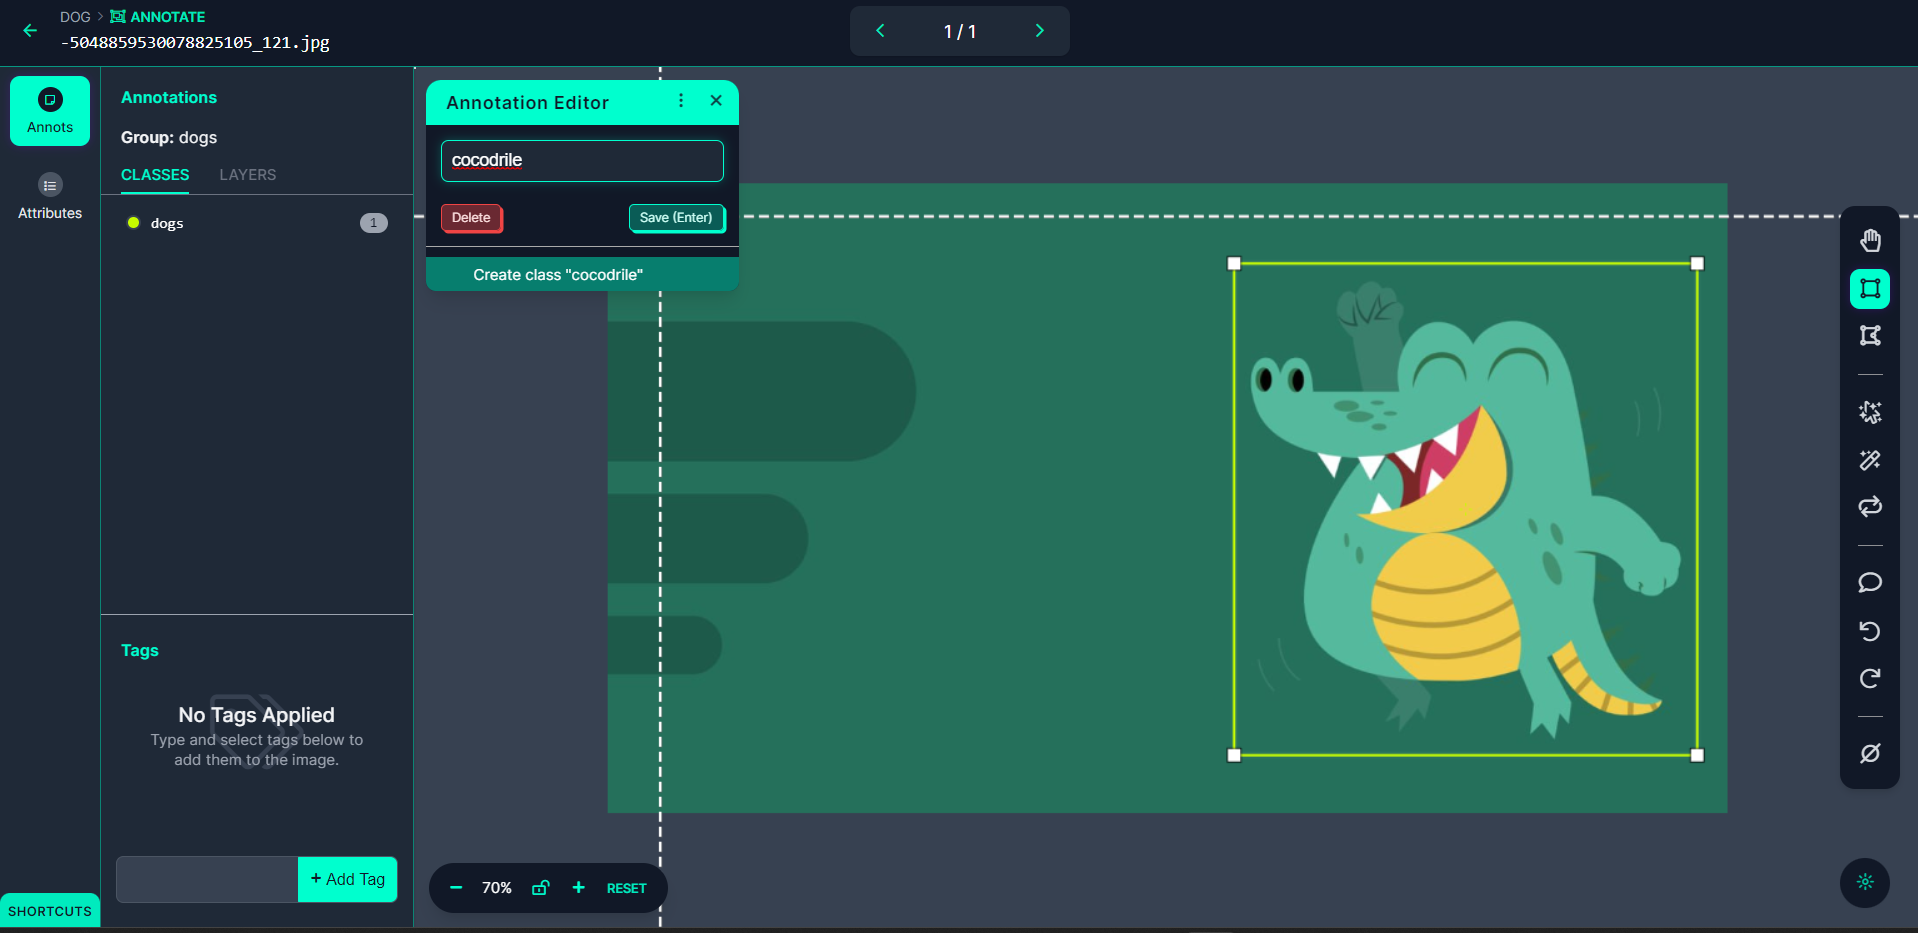 DOG > ANNOTATE
-5048859530078825105_121.jpg
1 / 1
Annots
Attributes
Annotations
Group: dogs
CLASSES LAYERS
dogs 1
Annotation Editor
cocodrile
Delete Save (Enter)
Create class "cocodrile"
Tags
No Tags Applied
Type and select tags below to
add them to the image.
+ Add Tag
SHORTCUTS
70% RESET